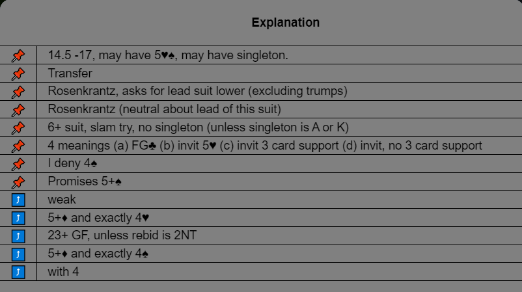 Explanation
14.5 -17, may have 5♥♠, may have singleton.
Transfer
Rosenkrantz, asks for lead suit lower (excluding trumps)
Rosenkrantz (neutral about lead of this suit)
6+ suit, slam try, no singleton (unless singleton is A or K)
4 meanings (a) FG♣ (b) invit 5♥ (c) invit 3 card support (d) invit, no 3 card support
I deny 4♠
Promises 5+♠
weak
5+♦ and exactly 4♥
23+ GF, unless rebid is 2NT
5+♦ and exactly 4♠
with 4